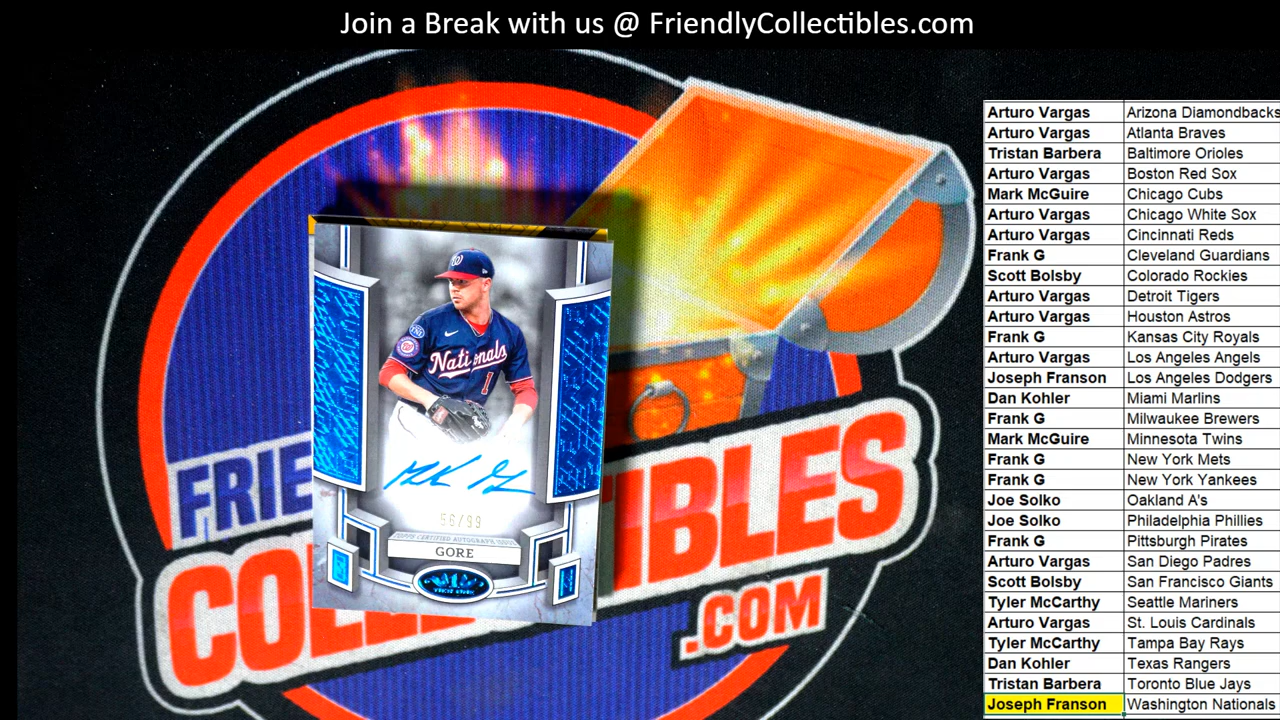 Join a Break with us @ FriendlyCollectibles.com
Arturo Vargas Arizona Diamondbacks
Arturo Vargas Atlanta Braves
Tristan Barbera Baltimore Orioles
Arturo Vargas Boston Red Sox
Mark McGuire Chicago Cubs
Arturo Vargas Chicago White Sox
Arturo Vargas Cincinnati Reds
Frank G Cleveland Guardians
Scott Bolsby Colorado Rockies
Arturo Vargas Detroit Tigers
Arturo Vargas Houston Astros
Frank G Kansas City Royals
Arturo Vargas Los Angeles Angels
Joseph Franson Los Angeles Dodgers
Dan Kohler Miami Marlins
Frank G Milwaukee Brewers
Mark McGuire Minnesota Twins
Frank G New York Mets
Frank G New York Yankees
Joe Solko Oakland A's
Joe Solko Philadelphia Phillies
Frank G Pittsburgh Pirates
Arturo Vargas San Diego Padres
Scott Bolsby San Francisco Giants
Tyler McCarthy Seattle Mariners
Arturo Vargas St. Louis Cardinals
Tyler McCarthy Tampa Bay Rays
Dan Kohler Texas Rangers
Tristan Barbera Toronto Blue Jays
Joseph Franson Washington Nationals
W
Nationals
1
56/99
TOPPS CERTIFIED AUTOGRAPH ISSUE
GORE
FRIE
COL IBLES
.COM